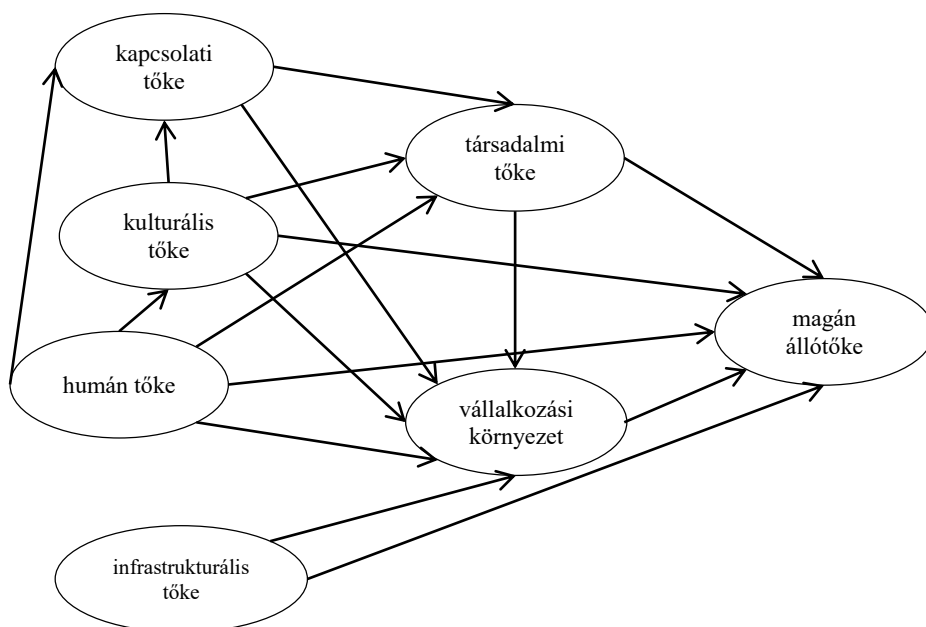 kapcsolati
tőke
társadalmi
tőke
kulturális
tőke
magán
állótőke
humán tőke
vállalkozási
környezet
infrastrukturális
tőke